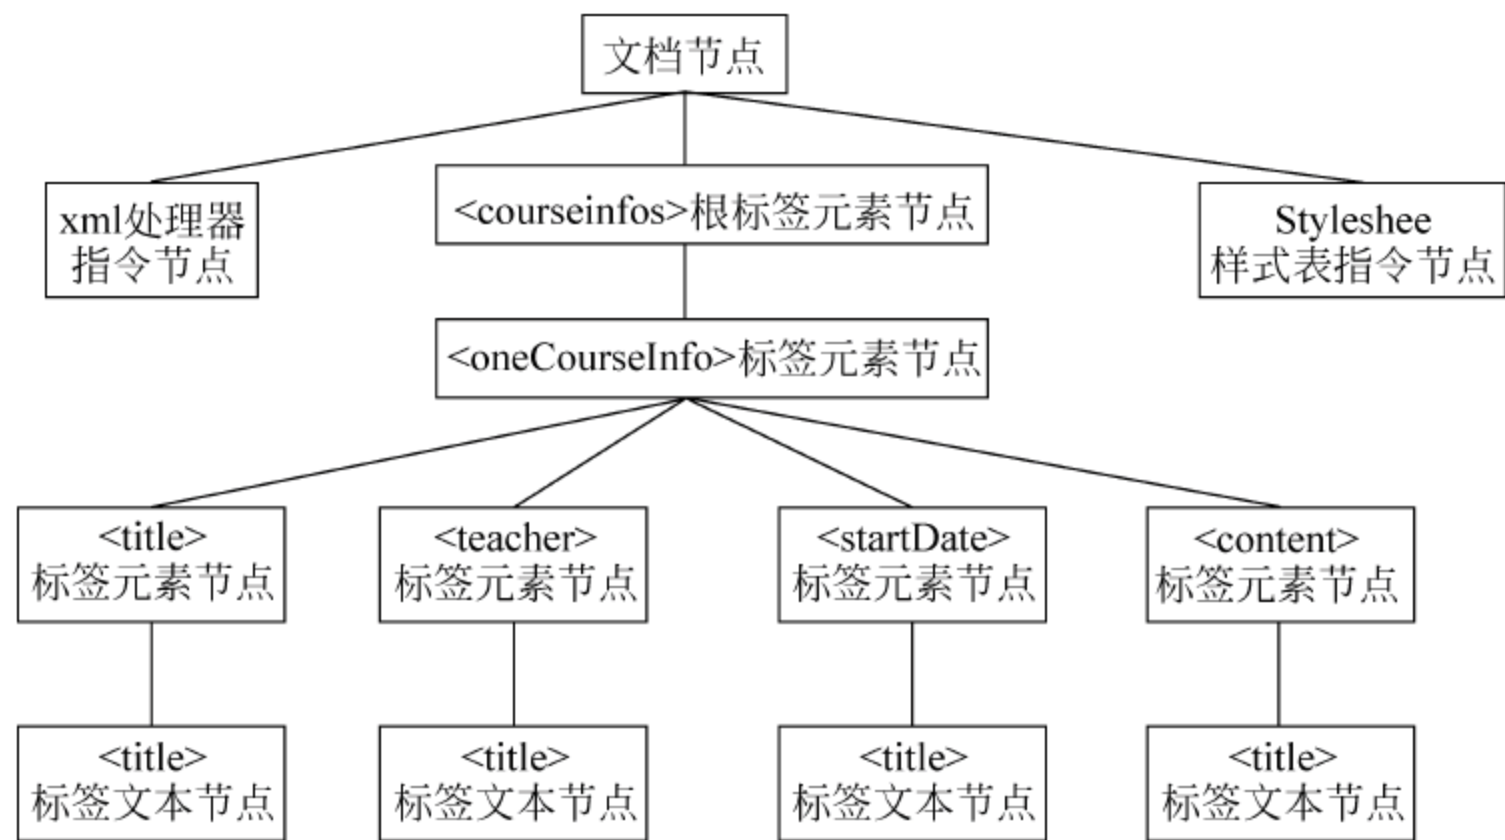 文档节点
xml处理器
指令节点
<courseinfos>根标签元素节点
Styleshee
样式表指令节点
<oneCourseInfo>标签元素节点
<title>
标签元素节点
<teacher>
标签元素节点
<startDate>
标签元素节点
<content>
标签元素节点
<title>
标签文本节点
<title>
标签文本节点
<title>
标签文本节点
<title>
标签文本节点